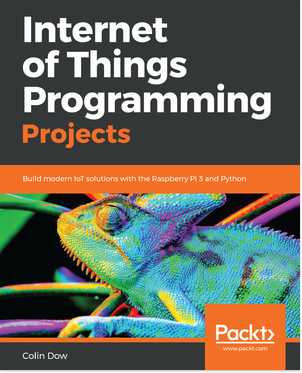 Internet
of Things
Programming
Projects
Build modern IoT solutions with the Raspberry Pi 3 and Python
Packt>
www.packt.com
Colin Dow